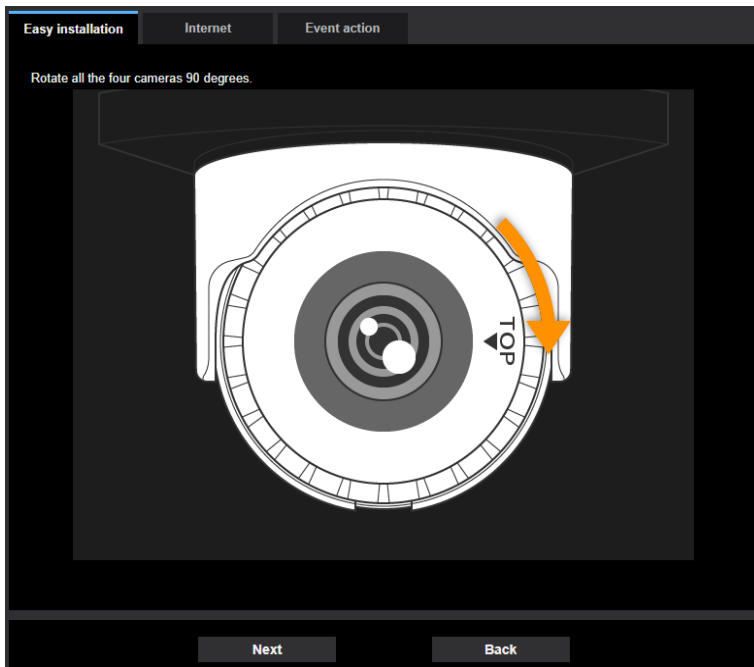 Easy installation
Internet
Event action
Rotate all the four cameras 90 degrees.
TOP
Next
Back